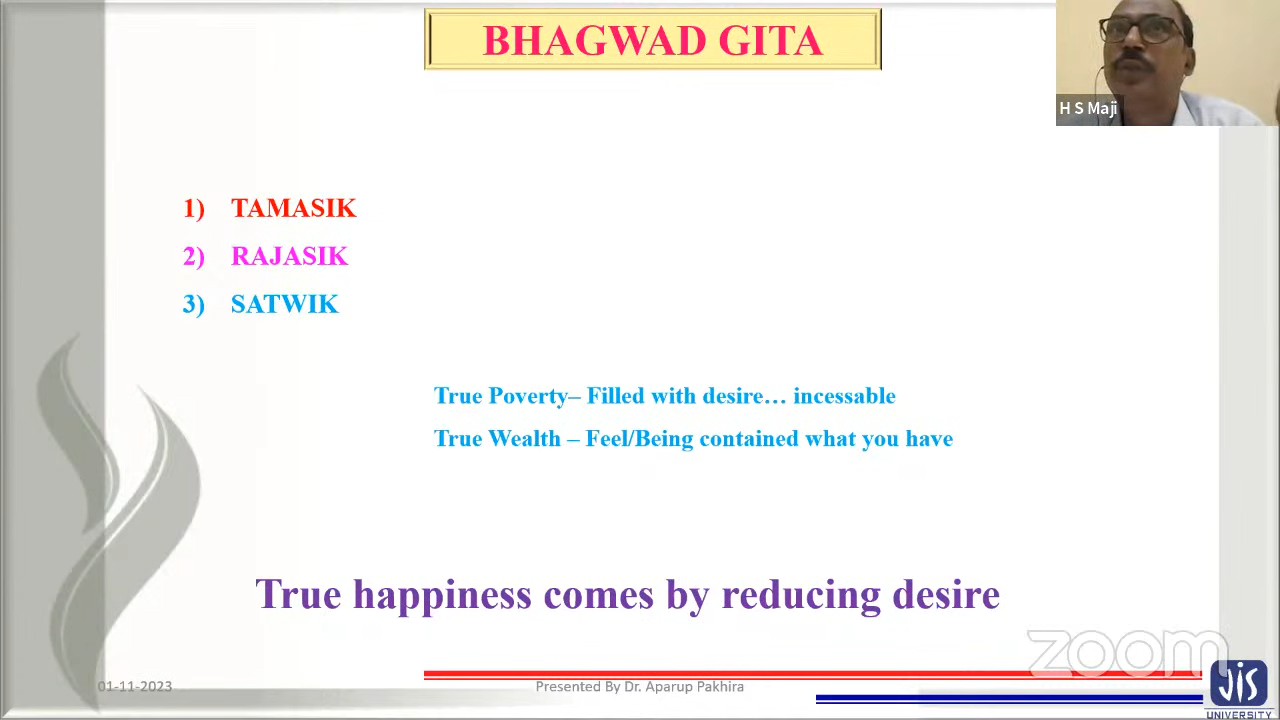 BHAGWAD GITA
H S Maji
1) TAMASIK
2) RAJASIK
3) SATWIK
True Poverty– Filled with desire… incessable
True Wealth – Feel/Being contained what you have
True happiness comes by reducing desire
zoom
01-11-2023
Presented By Dr. Aparup Pakhira
JIS
UNIVERSITY